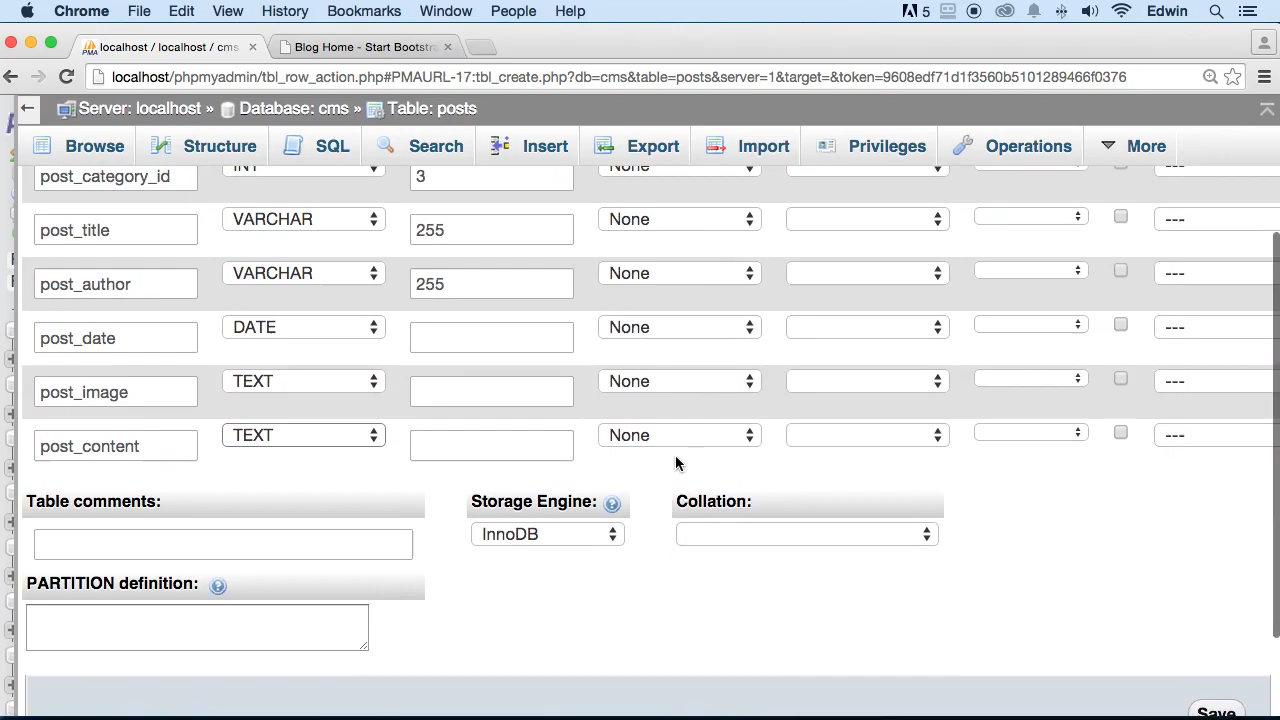 Chrome File Edit View History Bookmarks Window People Help 5 Edwin
localhost / localhost / cms Blog Home - Start Bootstra
localhost/phpmyadmin/tbl_row_action.php#PMAURL-17:tbl_create.php?db=cms&table=posts&server=1&target=&token=9608edf71d1f3560b5101289466f0376
Server: localhost » Database: cms » Table: posts
Browse Structure SQL Search Insert Export Import Privileges Operations More
post_category_id INT 3 None
post_title VARCHAR 255 None ---
post_author VARCHAR 255 None ---
post_date DATE None ---
post_image TEXT None ---
post_content TEXT None ---
Table comments: Storage Engine: Collation:
InnoDB
PARTITION definition:
Save